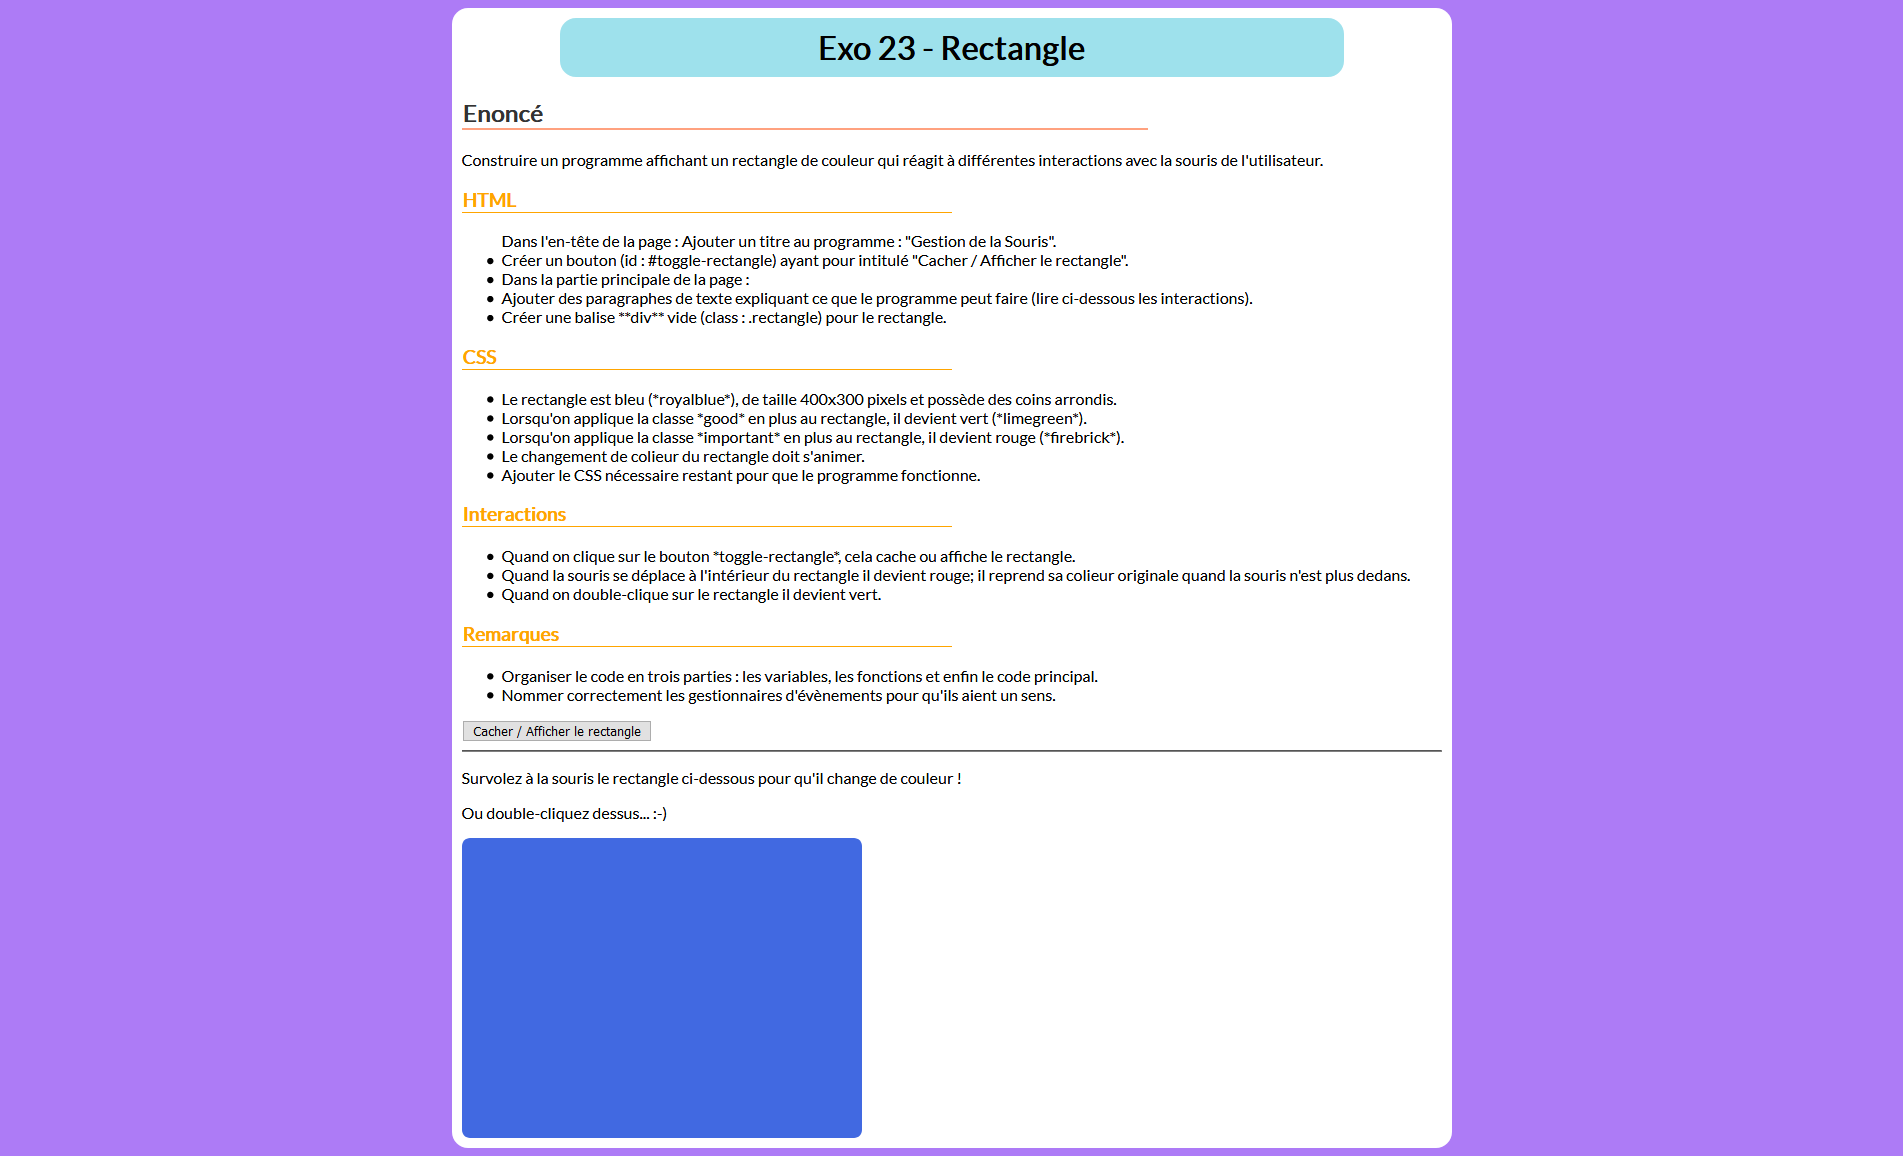 Exo 23 - Rectangle
Enoncé
Construire un programme affichant un rectangle de couleur qui réagit à différentes interactions avec la souris de l'utilisateur.
HTML
Dans l'en-tête de la page : Ajouter un titre au programme : "Gestion de la Souris".
Créer un bouton (id : #toggle-rectangle) ayant pour intitulé "Cacher / Afficher le rectangle".
Dans la partie principale de la page :
Ajouter des paragraphes de texte expliquant ce que le programme peut faire (lire ci-dessous les interactions).
Créer une balise **div** vide (class : .rectangle) pour le rectangle.
CSS
Le rectangle est bleu (*royalblue*), de taille 400x300 pixels et possède des coins arrondis.
Lorsqu'on applique la classe *good* en plus au rectangle, il devient vert (*limegreen*).
Lorsqu'on applique la classe *important* en plus au rectangle, il devient rouge (*firebrick*).
Le changement de colieur du rectangle doit s'animer.
Ajouter le CSS nécessaire restant pour que le programme fonctionne.
Interactions
Quand on clique sur le bouton *toggle-rectangle*, cela cache ou affiche le rectangle.
Quand la souris se déplace à l'intérieur du rectangle il devient rouge; il reprend sa colieur originale quand la souris n'est plus dedans.
Quand on double-clique sur le rectangle il devient vert.
Remarques
Organiser le code en trois parties : les variables, les fonctions et enfin le code principal.
Nommer correctement les gestionnaires d'évènements pour qu'ils aient un sens.
Cacher / Afficher le rectangle
Survolez à la souris le rectangle ci-dessous pour qu'il change de couleur !
Ou double-cliquez dessus... :-)